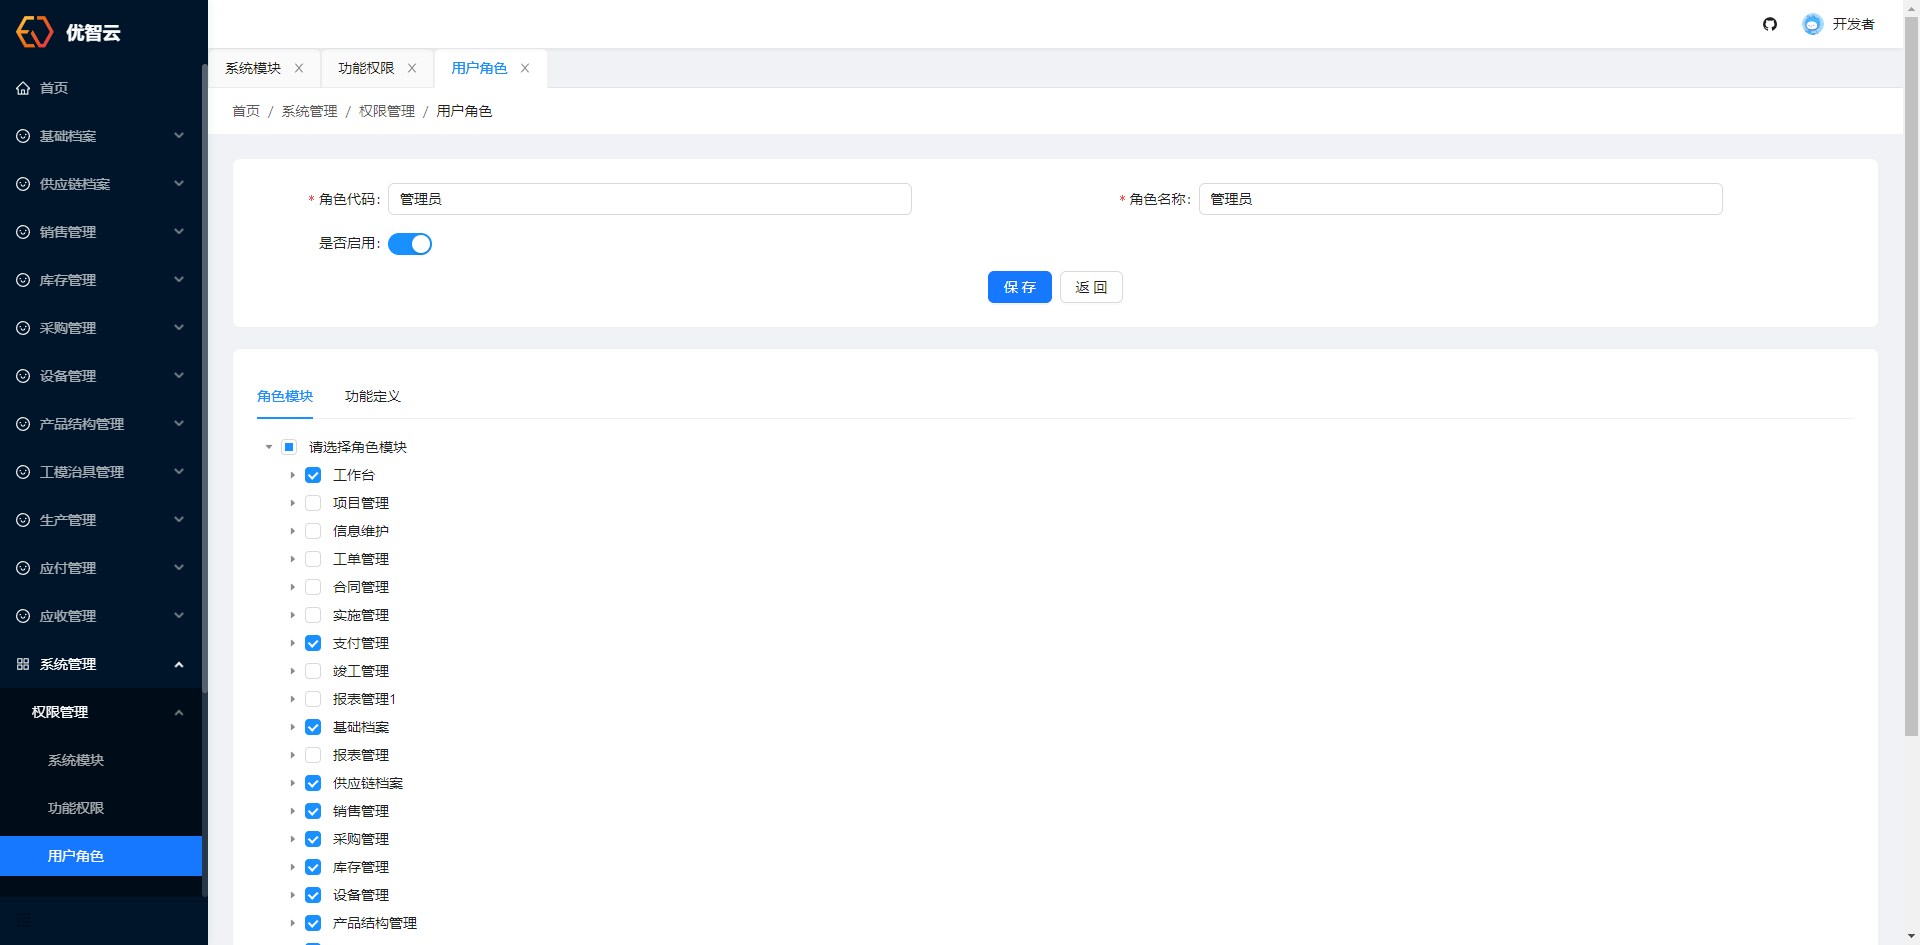 优智云
开发者
首页
基础档案
供应链档案
销售管理
库存管理
采购管理
设备管理
产品结构管理
工模治具管理
生产管理
应付管理
应收管理
系统管理
权限管理
系统模块
功能权限
用户角色
系统模块 功能权限 用户角色
首页 / 系统管理 / 权限管理 / 用户角色
* 角色代码: 管理员 * 角色名称: 管理员
是否启用:
保 存 返 回
角色模块 功能定义
请选择角色模块
工作台
项目管理
信息维护
工单管理
合同管理
实施管理
支付管理
竣工管理
报表管理1
基础档案
报表管理
供应链档案
销售管理
采购管理
库存管理
设备管理
产品结构管理